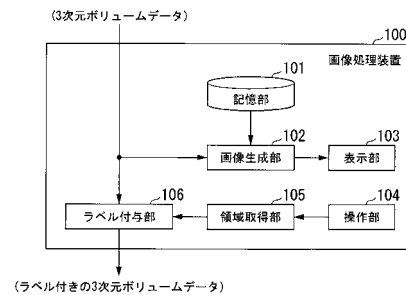 (3次元ボリュームデータ)
100
画像処理装置
101
記憶部
102
画像生成部
103
表示部
106
ラベル付与部
105
領域取得部
104
操作部
(ラベル付きの3次元ボリュームデータ)